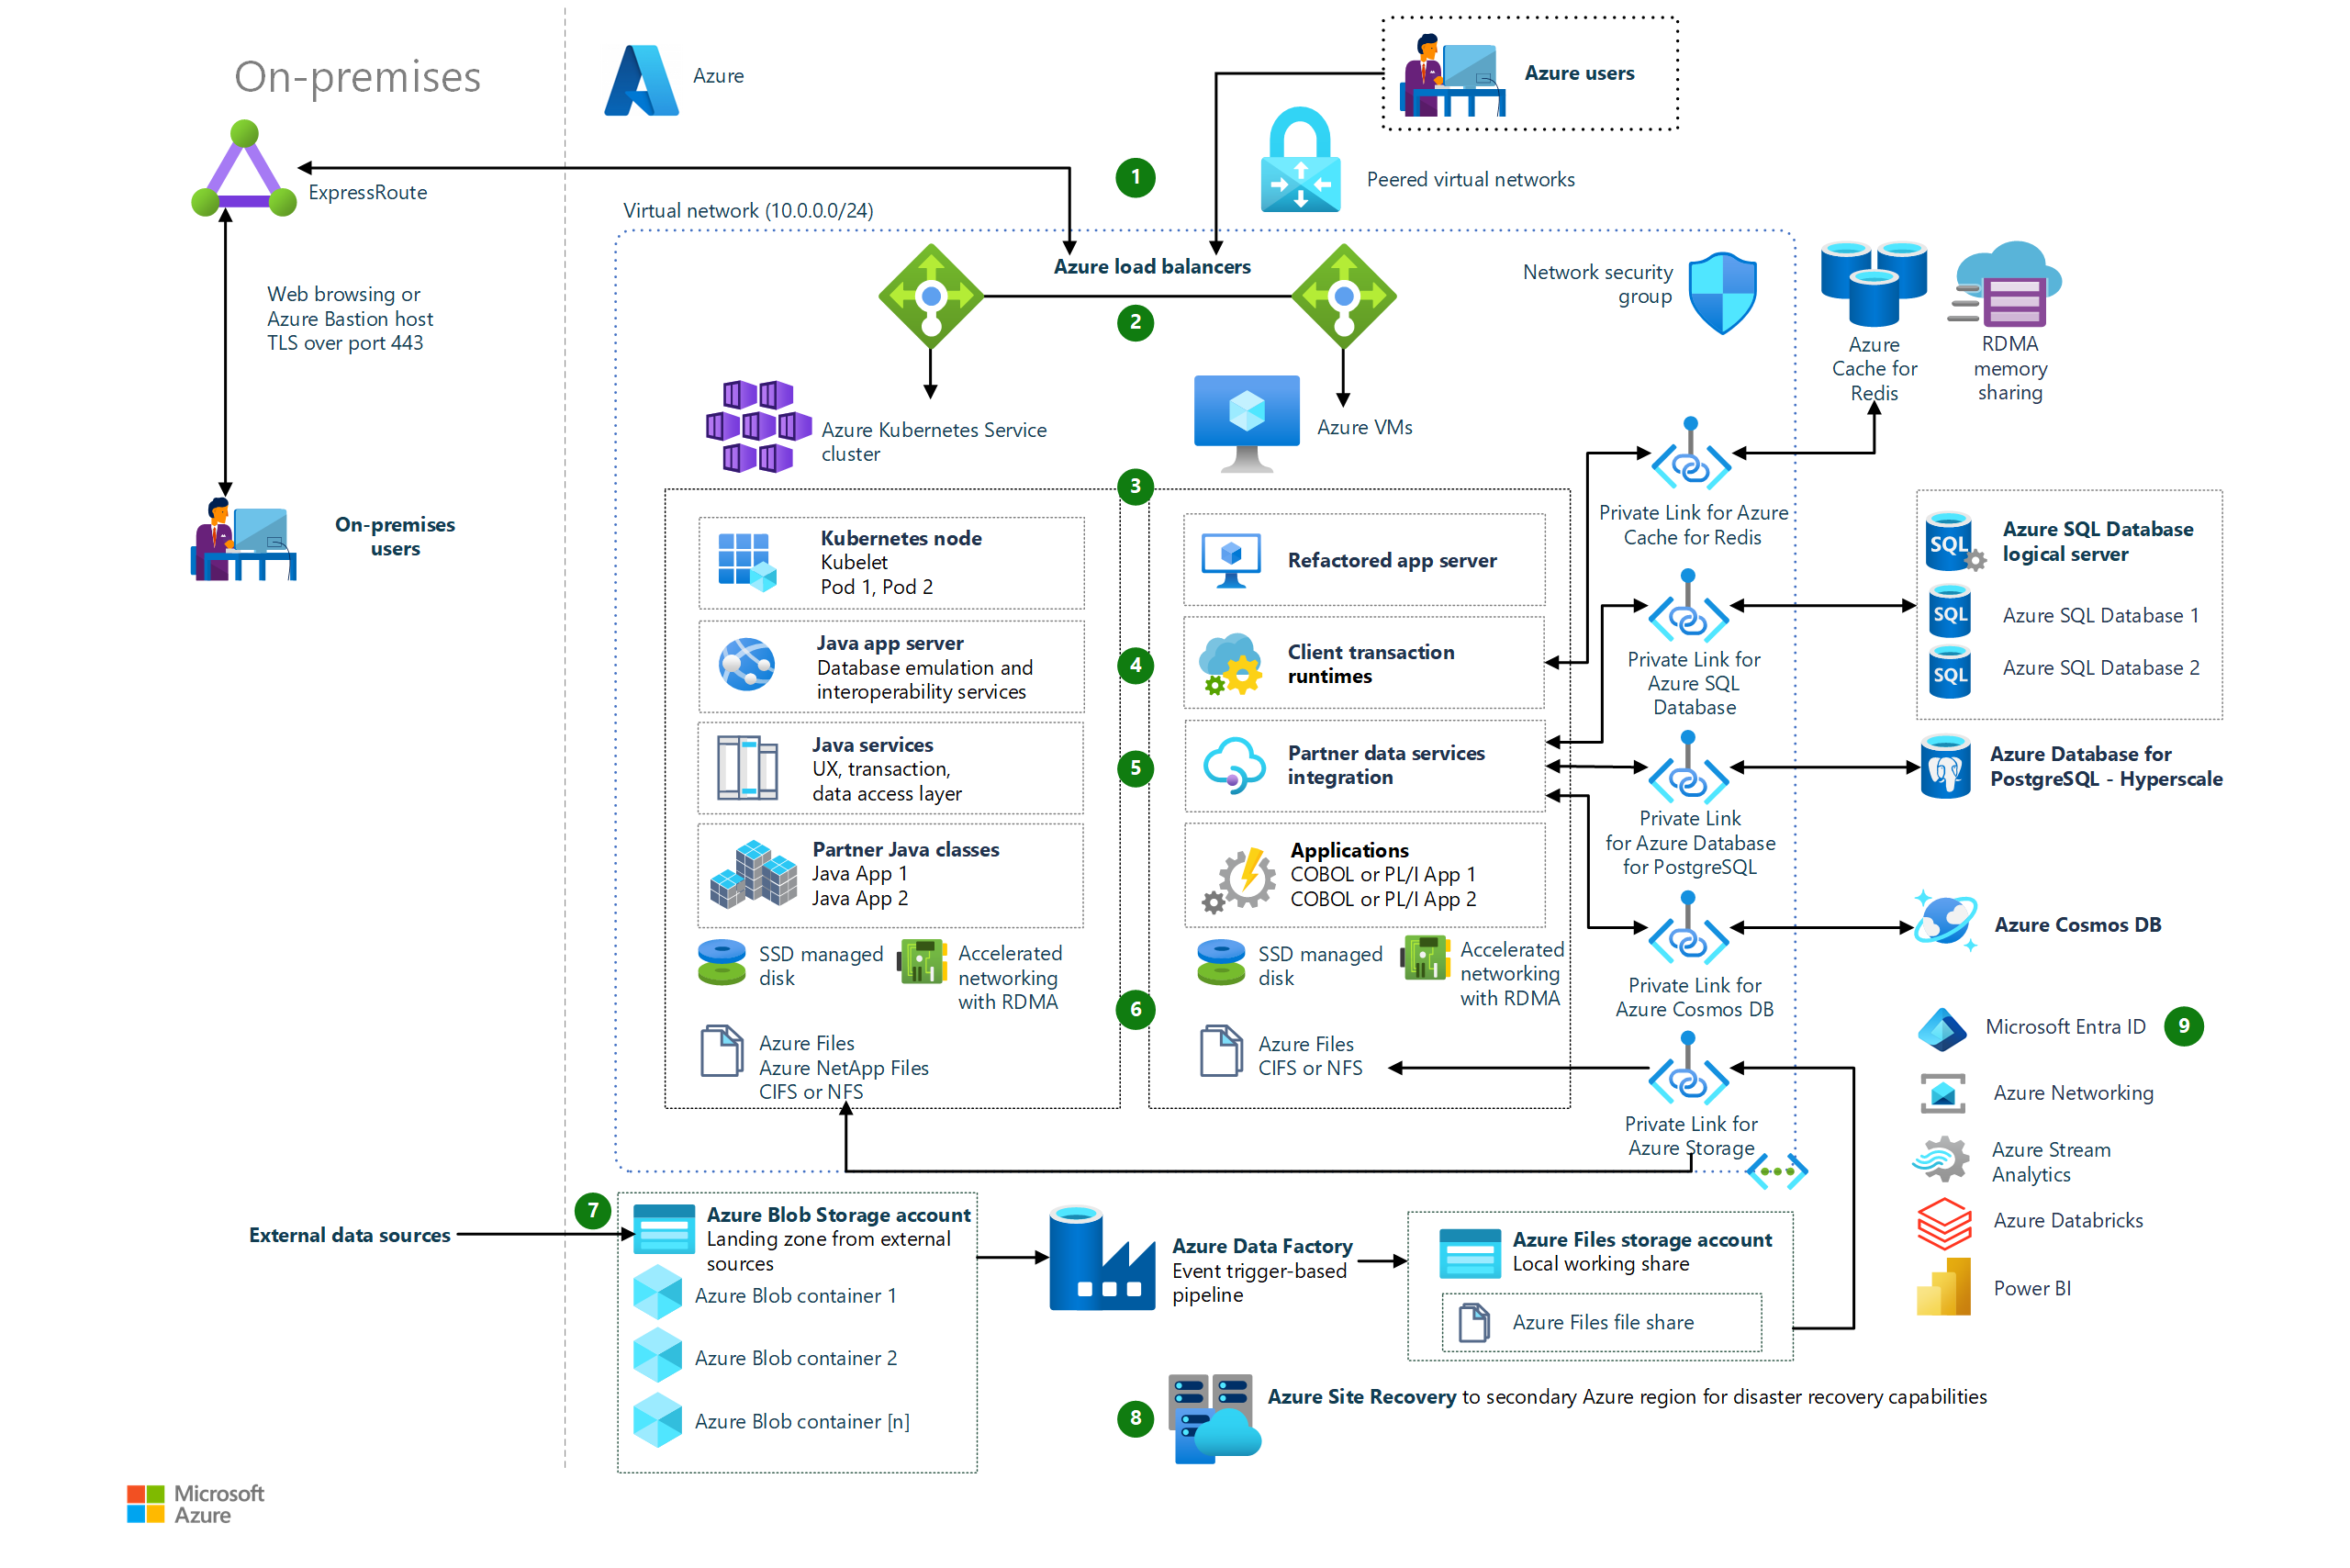 On-premises
Azure
Azure users
ExpressRoute
1
Peered virtual networks
Virtual network (10.0.0.0/24)
Azure load balancers
Network security
group
2
Web browsing or
Azure Bastion host
TLS over port 443
Azure
Cache for
Redis
RDMA
memory
sharing
Azure Kubernetes Service
cluster
Azure VMs
3
On-premises
users
Kubernetes node
Kubelet
Pod 1, Pod 2
Refactored app server
Private Link for Azure
Cache for Redis
SQL
Azure SQL Database
logical server
SQL
Azure SQL Database 1
SQL
Azure SQL Database 2
Java app server
Database emulation and
interoperability services
4
Client transaction
runtimes
Private Link for
Azure SQL
Database
Java services
UX, transaction,
data access layer
5
Partner data services
integration
Azure Database for
PostgreSQL - Hyperscale
Private Link
for Azure Database
for PostgreSQL
Partner Java classes
Java App 1
Java App 2
Applications
COBOL or PL/I App 1
COBOL or PL/I App 2
Azure Cosmos DB
SSD managed
disk
Accelerated
networking
with RDMA
SSD managed
disk
Accelerated
networking
with RDMA
Private Link for
Azure Cosmos DB
6
Azure Files
Azure NetApp Files
CIFS or NFS
Azure Files
CIFS or NFS
Microsoft Entra ID
9
Azure Networking
Private Link for
Azure Storage
Azure Stream
Analytics
Azure Databricks
Power BI
External data sources
7
Azure Blob Storage account
Landing zone from external
sources
Azure Blob container 1
Azure Blob container 2
Azure Blob container [n]
Azure Data Factory
Event trigger-based
pipeline
Azure Files storage account
Local working share
Azure Files file share
8
Azure Site Recovery to secondary Azure region for disaster recovery capabilities
Microsoft
Azure